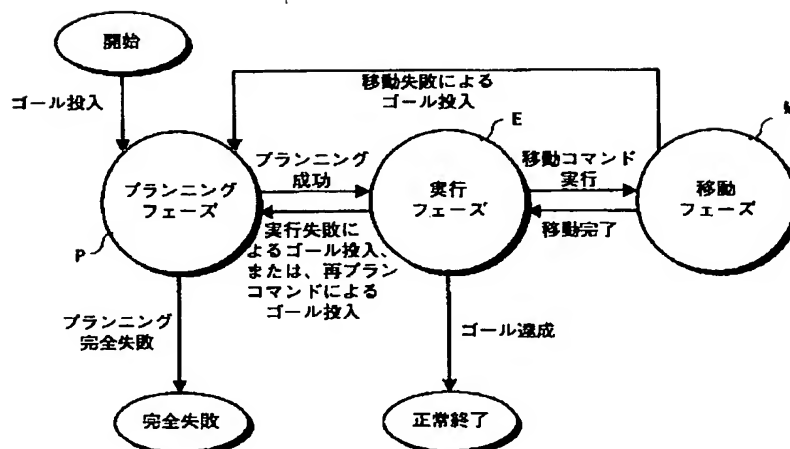 開始
ゴール投入
移動失敗による
ゴール投入
E
プランニング
フェーズ
P
プランニング
成功
実行
フェーズ
移動コマンド
実行
移動
フェーズ
移動完了
実行失敗に
よるゴール投入、
または、再プラン
コマンドによる
ゴール投入
プランニング
完全失敗
ゴール達成
完全失敗
正常終了